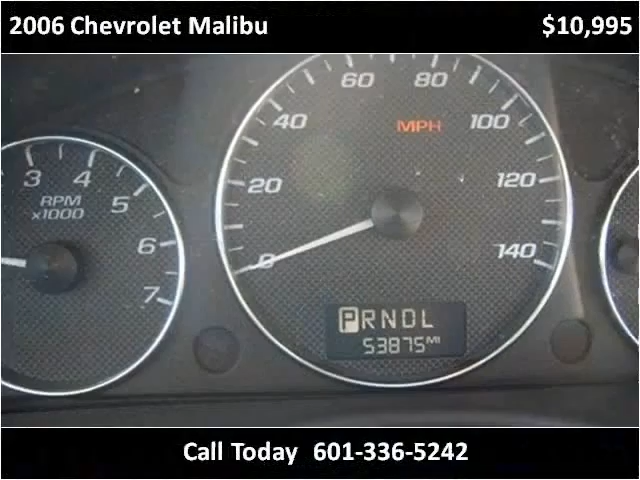 2006 Chevrolet Malibu $10,995
60 80
40 MPH 100
3 4
20 120
RPM 5
x1000
6
0 140
7
PRNDL
53875MI
Call Today 601-336-5242